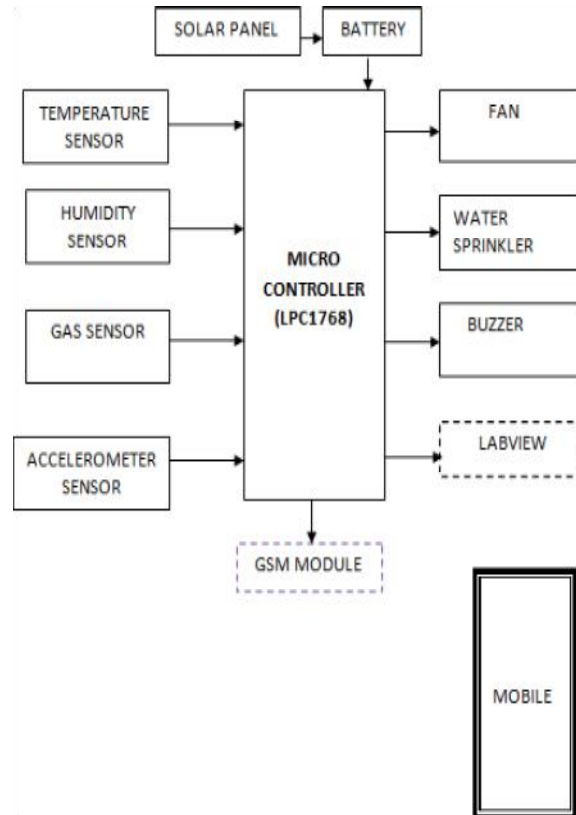 SOLAR PANEL
BATTERY
TEMPERATURE
SENSOR
HUMIDITY
SENSOR
GAS SENSOR
ACCELEROMETER
SENSOR
MICRO
CONTROLLER
(LPC1768)
FAN
WATER
SPRINKLER
BUZZER
LABVIEW
GSM MODULE
MOBILE